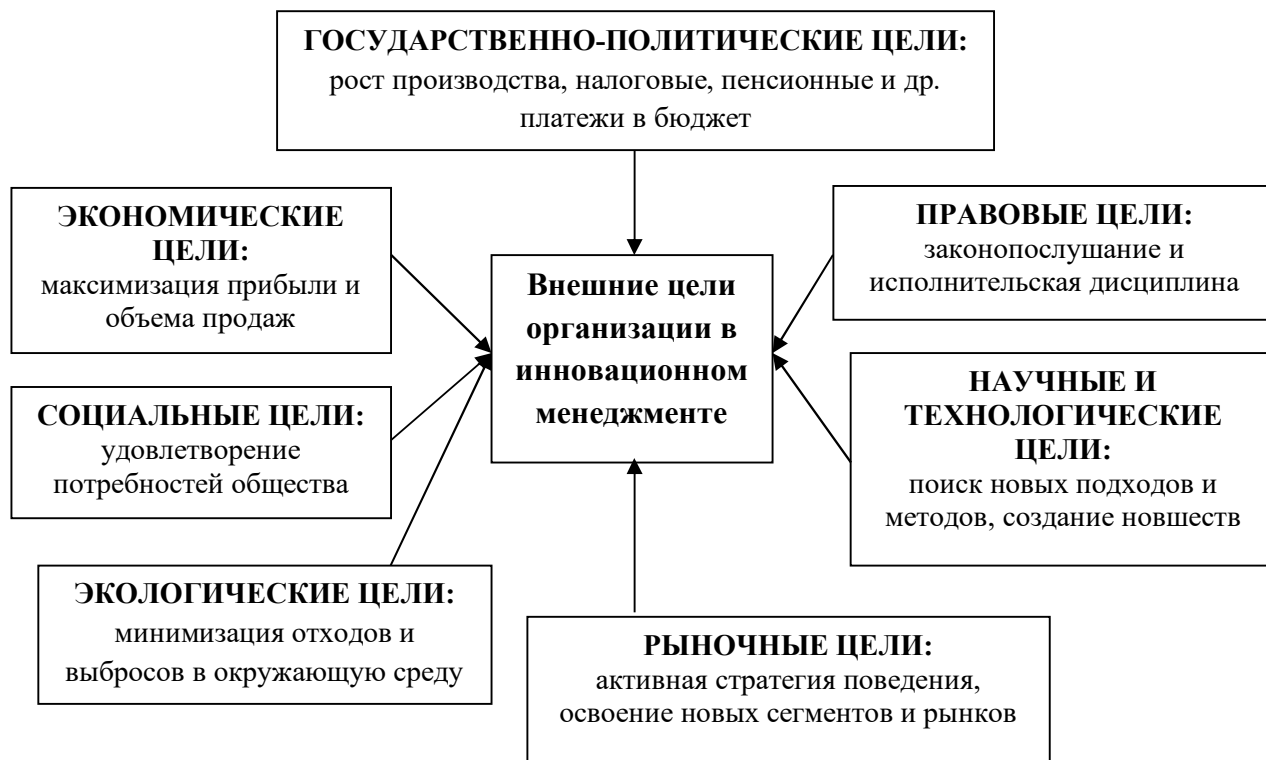 ГОСУДАРСТВЕННО-ПОЛИТИЧЕСКИЕ ЦЕЛИ:
рост производства, налоговые, пенсионные и др.
платежи в бюджет
ЭКОНОМИЧЕСКИЕ
ЦЕЛИ:
максимизация прибыли и
объема продаж
ПРАВОВЫЕ ЦЕЛИ:
законопослушание и
исполнительская дисциплина
Внешние цели
организации в
инновационном
менеджменте
СОЦИАЛЬНЫЕ ЦЕЛИ:
удовлетворение
потребностей общества
НАУЧНЫЕ И
ТЕХНОЛОГИЧЕСКИЕ
ЦЕЛИ:
поиск новых подходов и
методов, создание новшеств
ЭКОЛОГИЧЕСКИЕ ЦЕЛИ:
минимизация отходов и
выбросов в окружающую среду
РЫНОЧНЫЕ ЦЕЛИ:
активная стратегия поведения,
освоение новых сегментов и рынков